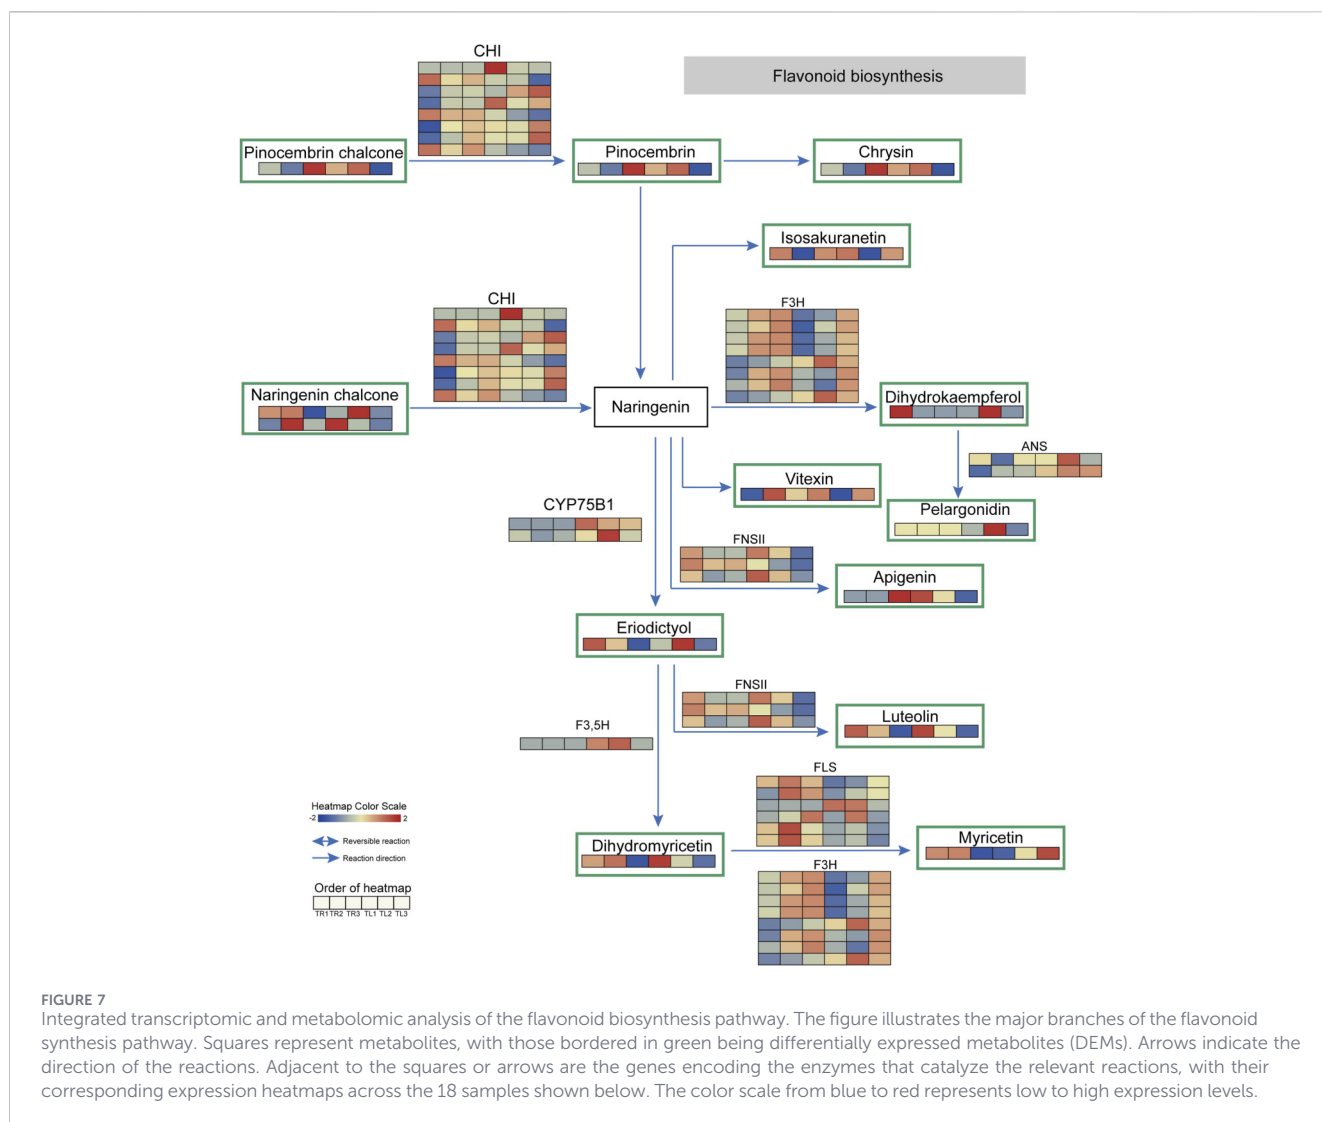 CHI
Flavonoid biosynthesis
Pinocembrin chalcone
Pinocembrin
Chrysin
Isosakuranetin
CHI
F3H
Naringenin chalcone
Naringenin
Dihydrokaempferol
ANS
Vitexin
CYP75B1
Pelargonidin
FNSII
Apigenin
Eriodictyol
FNSII
Luteolin
F3,5H
FLS
Heatmap Color Scale
-2 2
Reversible reaction
Dihydromyricetin
Myricetin
Reaction direction
F3H
Order of heatmap
TR1 TR2 TR3 TL1 TL2 TL3
FIGURE 7
Integrated transcriptomic and metabolomic analysis of the flavonoid biosynthesis pathway. The figure illustrates the major branches of the flavonoid
synthesis pathway. Squares represent metabolites, with those bordered in green being differentially expressed metabolites (DEMs). Arrows indicate the
direction of the reactions. Adjacent to the squares or arrows are the genes encoding the enzymes that catalyze the relevant reactions, with their
corresponding expression heatmaps across the 18 samples shown below. The color scale from blue to red represents low to high expression levels.